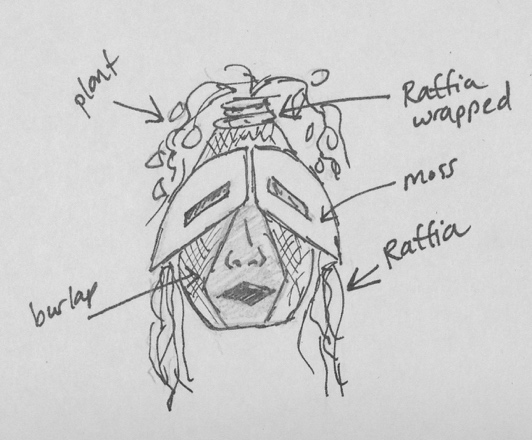 plant
Raffia
wrapped
moss
Raffia
burlap